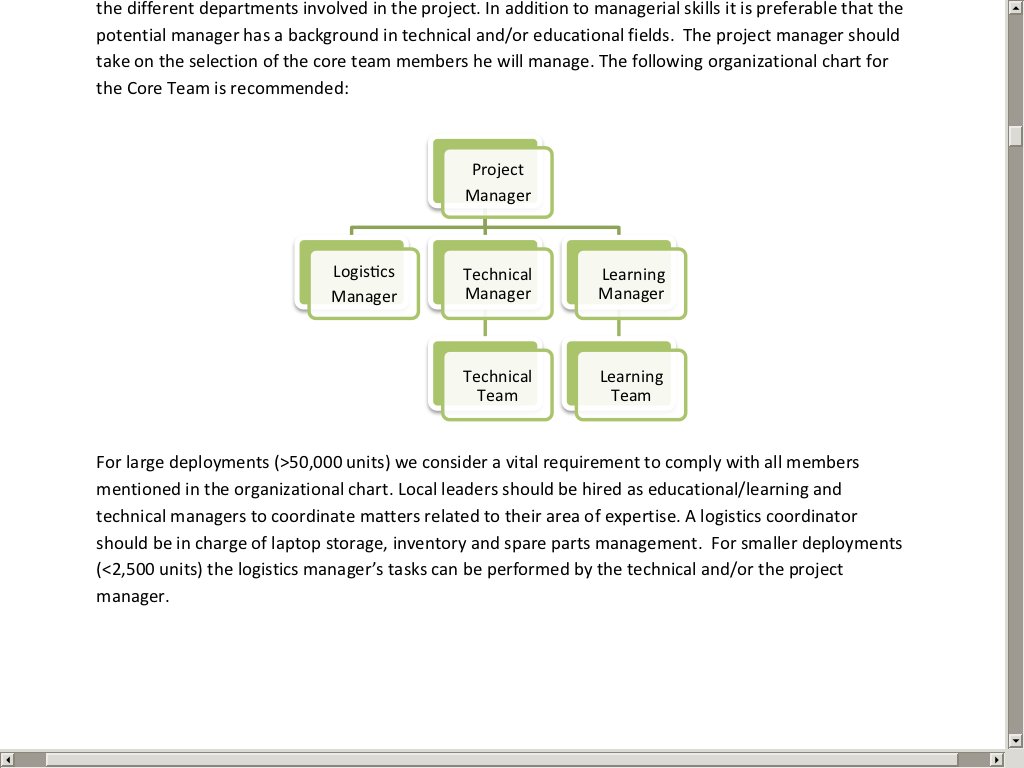 the different departments involved in the project. In addition to managerial skills it is preferable that the
potential manager has a background in technical and/or educational fields.  The project manager should
take on the selection of the core team members he will manage. The following organizational chart for
the Core Team is recommended:
Project
Manager
Logistics
Manager
Technical
Manager
Learning
Manager
Technical
Team
Learning
Team
For large deployments (>50,000 units) we consider a vital requirement to comply with all members
mentioned in the organizational chart. Local leaders should be hired as educational/learning and
technical managers to coordinate matters related to their area of expertise. A logistics coordinator
should be in charge of laptop storage, inventory and spare parts management.  For smaller deployments
(<2,500 units) the logistics manager’s tasks can be performed by the technical and/or the project
manager.